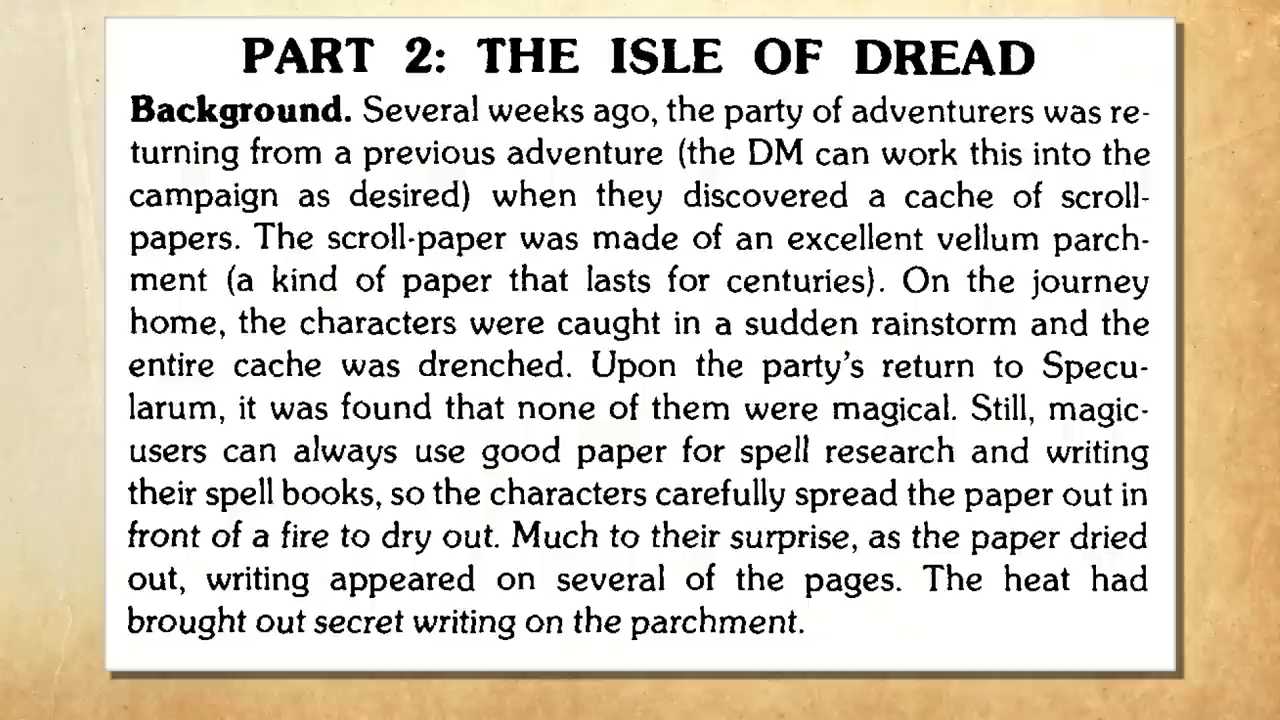 PART 2: THE ISLE OF DREAD
Background. Several weeks ago, the party of adventurers was re-
turning from a previous adventure (the DM can work this into the
campaign as desired) when they discovered a cache of scroll-
papers. The scroll-paper was made of an excellent vellum parch-
ment (a kind of paper that lasts for centuries). On the journey
home, the characters were caught in a sudden rainstorm and the
entire cache was drenched. Upon the party's return to Specu-
larum, it was found that none of them were magical. Still, magic-
users can always use good paper for spell research and writing
their spell books, so the characters carefully spread the paper out in
front of a fire to dry out. Much to their surprise, as the paper dried
out, writing appeared on several of the pages. The heat had
brought out secret writing on the parchment.